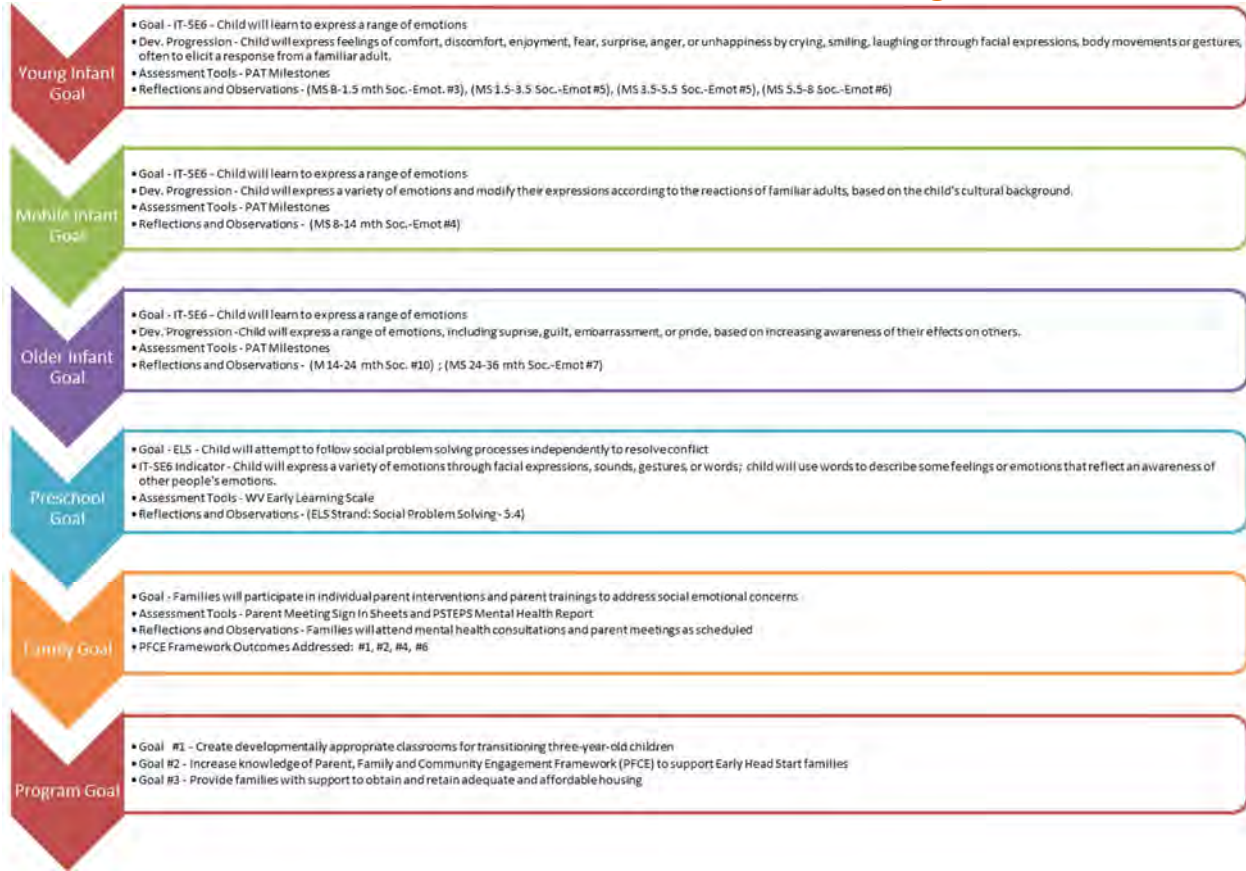 Young Infant
Goal
• Goal - IT-SE6 - Child will learn to express a range of emotions
• Dev. Progression - Child will express feelings of comfort, discomfort, enjoyment, fear, surprise, anger, or unhappiness by crying, smiling, laughing or through facial expressions, body movements or gestures,
often to elicit a response from a familiar adult.
• Assessment Tools - PAT Milestones
• Reflections and Observations - (MS B-1.5 mth Soc.-Emot. #3), (MS 1.5-3.5 Soc.-Emot #5), (MS 3.5-5.5 Soc.-Emot #5), (MS 5.5-8 Soc.-Emot #6)
Mobile Infant
Goal
• Goal - IT-SE6 - Child will learn to express a range of emotions
• Dev. Progression - Child will express a variety of emotions and modify their expressions according to the reactions of familiar adults, based on the child's cultural background.
• Assessment Tools - PAT Milestones
• Reflections and Observations - (MS 8-14 mth Soc.-Emot #4)
Older Infant
Goal
• Goal - IT-SE6 - Child will learn to express a range of emotions
• Dev. Progression -Child will express a range of emotions, including suprise, guilt, embarrassment, or pride, based on increasing awareness of their effects on others.
• Assessment Tools - PAT Milestones
• Reflections and Observations - (M 14-24 mth Soc. #10) ; (MS 24-36 mth Soc.-Emot #7)
Preschool
Goal
• Goal - ELS - Child will attempt to follow social problem solving processes independently to resolve conflict
• IT-SE6 Indicator - Child will express a variety of emotions through facial expressions, sounds, gestures, or words; child will use words to describe some feelings or emotions that reflect an awareness of
other people's emotions.
• Assessment Tools - WV Early Learning Scale
• Reflections and Observations - (ELS Strand: Social Problem Solving - 5.4)
Family Goal
• Goal - Families will participate in individual parent interventions and parent trainings to address social emotional concerns
• Assessment Tools - Parent Meeting Sign In Sheets and PSTEPS Mental Health Report
• Reflections and Observations - Families will attend mental health consultations and parent meetings as scheduled
• PFCE Framework Outcomes Addressed: #1, #2, #4, #6
Program Goal
• Goal #1 - Create developmentally appropriate classrooms for transitioning three-year-old children
• Goal #2 - Increase knowledge of Parent, Family and Community Engagement Framework (PFCE) to support Early Head Start families
• Goal #3 - Provide families with support to obtain and retain adequate and affordable housing